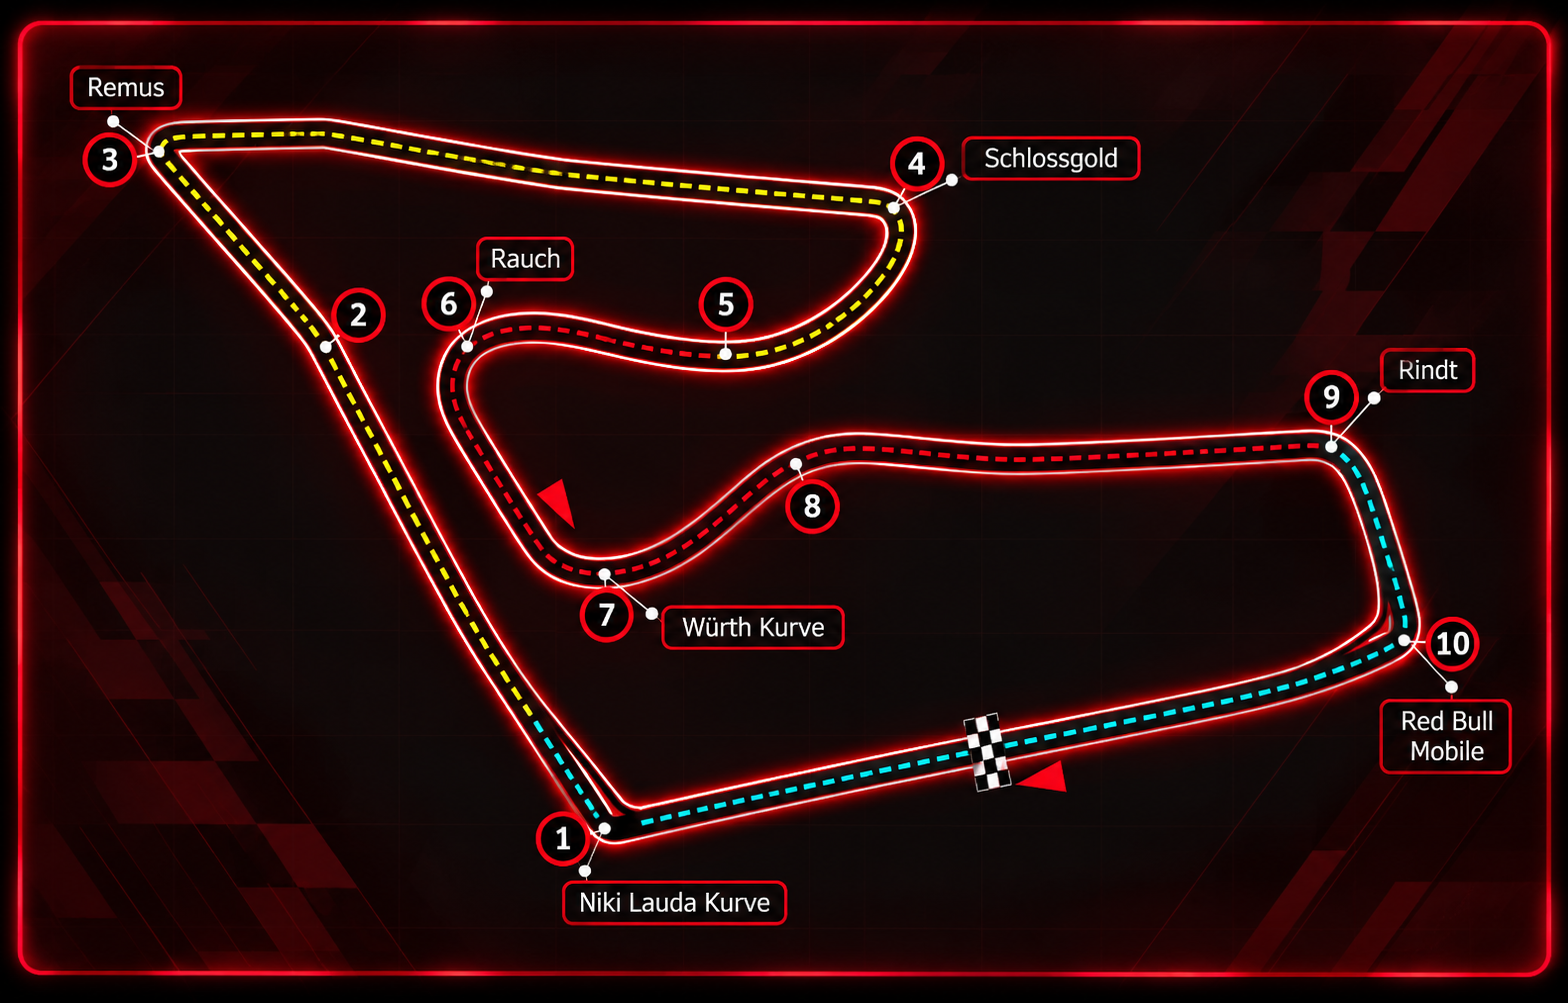 Remus
3
4
Schlossgold
Rauch
6
5
2
Rindt
9
8
7
Würth Kurve
10
Red Bull
Mobile
1
Niki Lauda Kurve